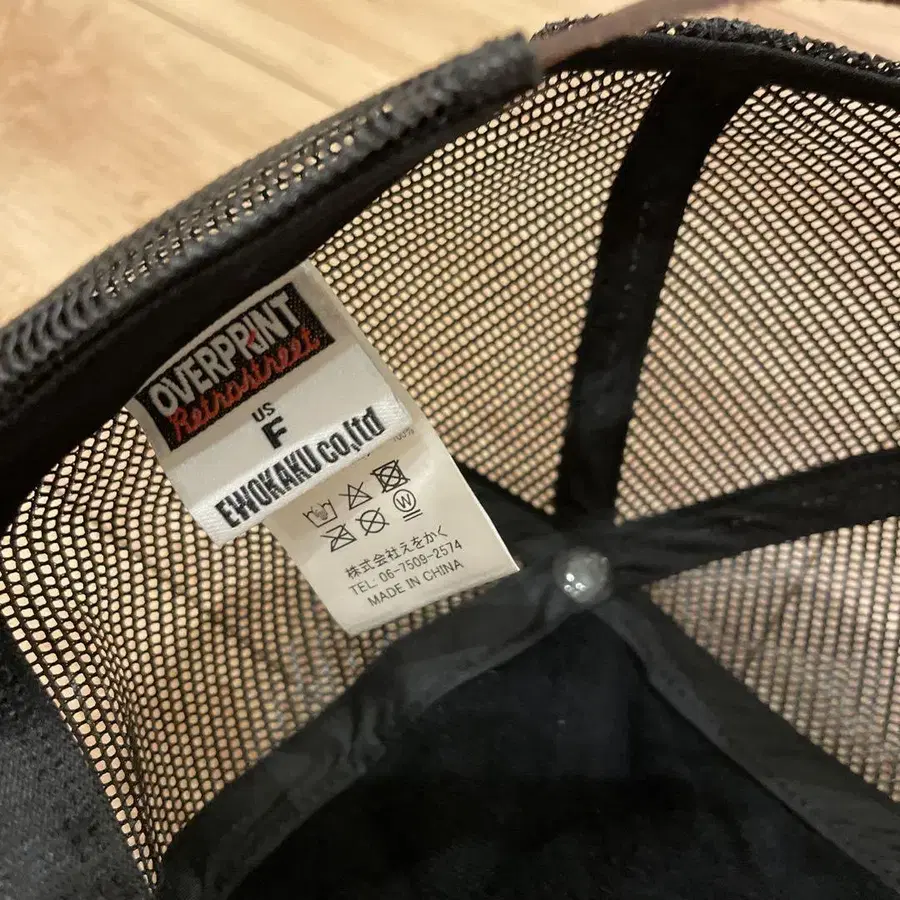 OVERPRINT
Retrostreet
US
F
EWOKAKU co,ltd
100%
W
株式会社えをかく
TEL: 06-7509-2574
MADE IN CHINA